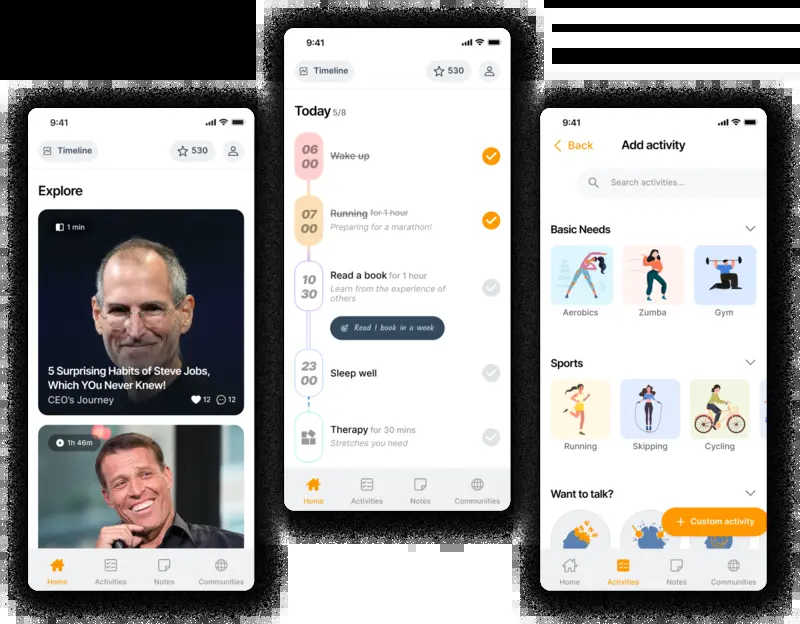 9:41
Timeline
530
Explore
1 min
5 Surprising Habits of Steve Jobs,
Which YOu Never Knew!
CEO's Journey
12
12
1h 46m
Home
Activities
Notes
Communities
9:41
Timeline
530
Today 5/8
06
00
Wake up
07
00
Running for 1 hour
Preparing for a marathon!
10
30
Read a book for 1 hour
Learn from the experience of
others
Read 1 book in a week
23
00
Sleep well
Therapy for 30 mins
Stretches you need
Home
Activities
Notes
Communities
9:41
Back
Add activity
Search activities...
Basic Needs
Aerobics
Zumba
Gym
Sports
Running
Skipping
Cycling
Want to talk?
+ Custom activity
Home
Activities
Notes
Communities